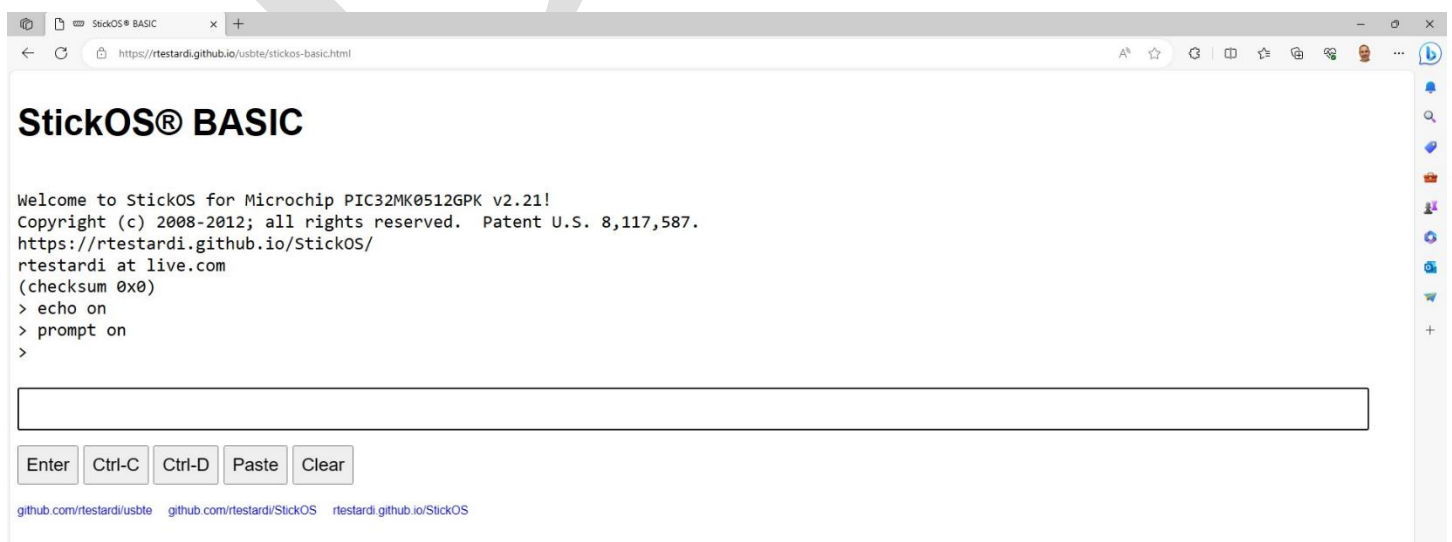 StickOS® BASIC
https://rtestardi.github.io/usbte/stickos-basic.html
StickOS® BASIC
Welcome to StickOS for Microchip PIC32MK0512GPK v2.21!
Copyright (c) 2008-2012; all rights reserved.  Patent U.S. 8,117,587.
https://rtestardi.github.io/StickOS/
rtestardi at live.com
(checksum 0x0)
> echo on
> prompt on
>
Enter Ctrl-C Ctrl-D Paste Clear
github.com/rtestardi/usbte github.com/rtestardi/StickOS rtestardi.github.io/StickOS